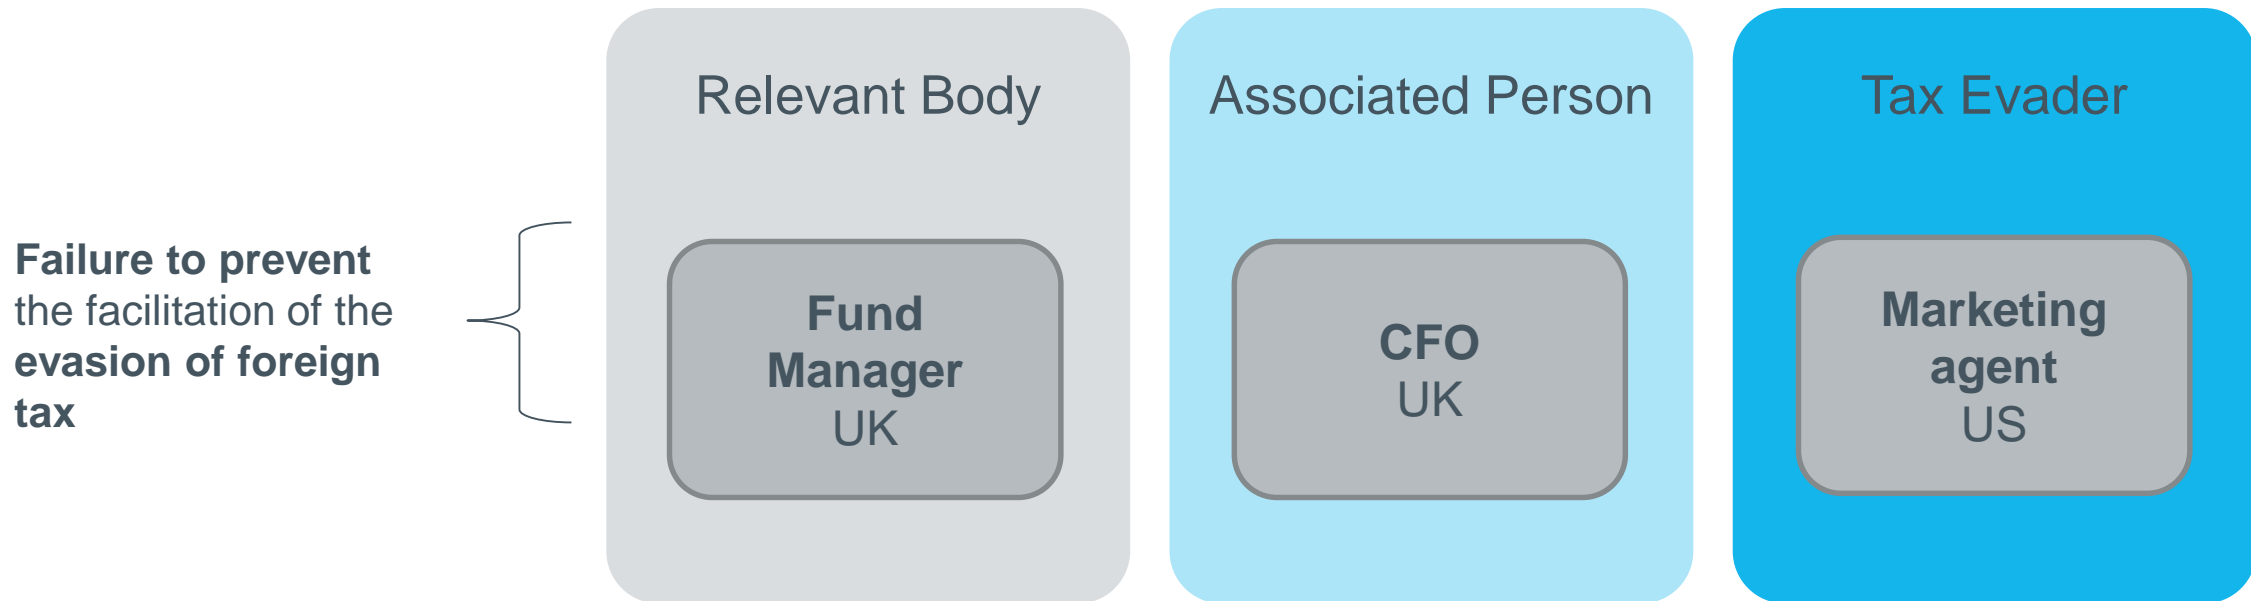 Relevant Body
Associated Person
Tax Evader
Failure to prevent
the facilitation of the
evasion of foreign
tax
Fund
Manager
UK
CFO
UK
Marketing
agent
US